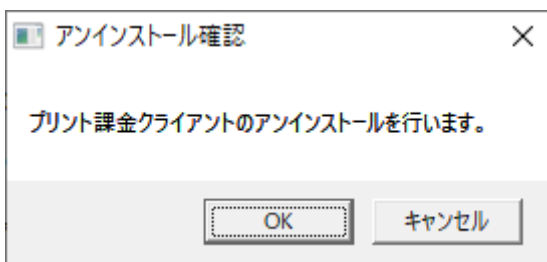 アンインストール確認
プリント課金クライアントのアンインストールを行います。
OK
キャンセル